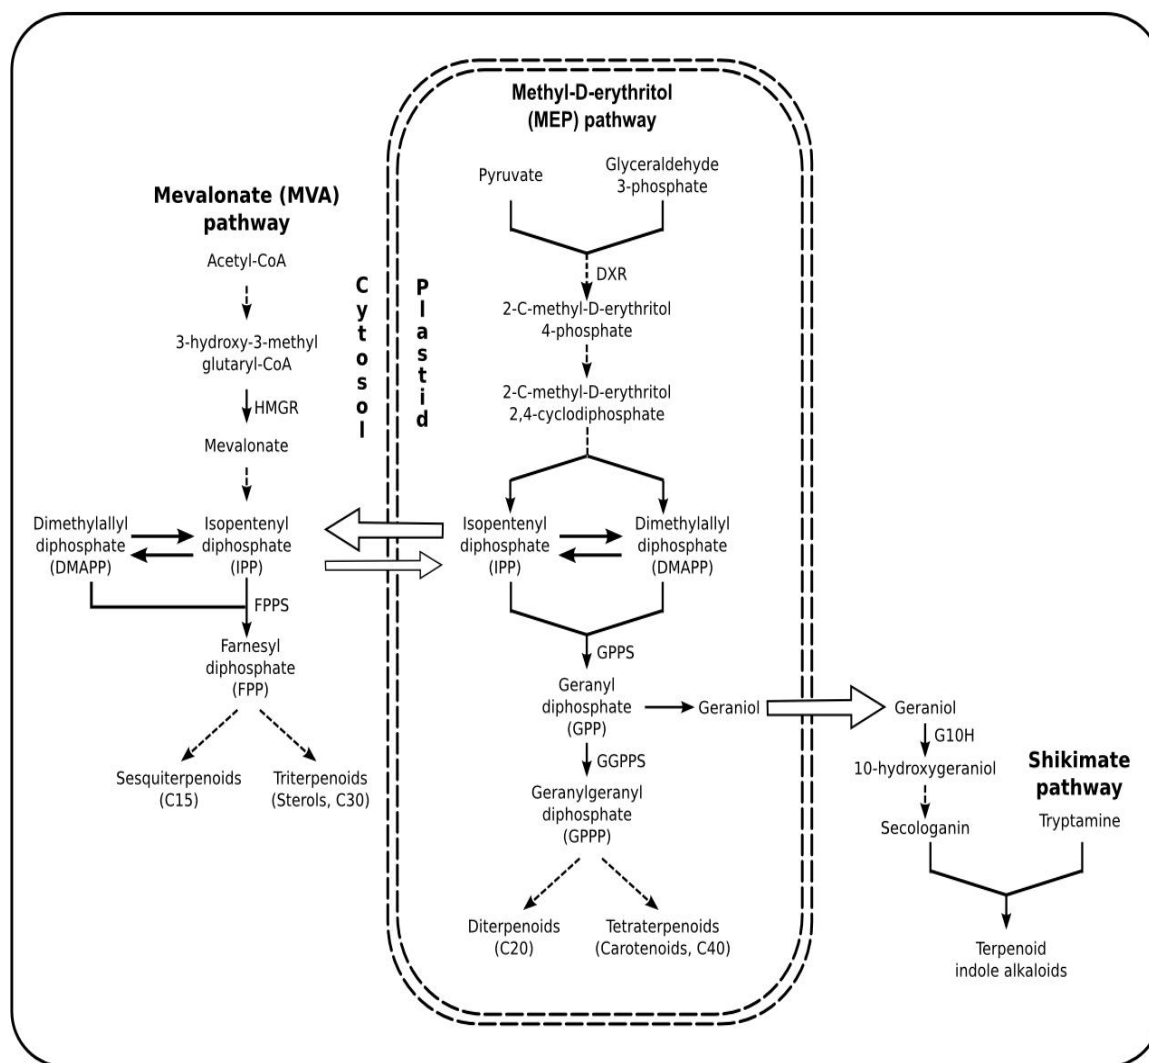 Methyl-D-erythritol
(MEP) pathway
Pyruvate
Glyceraldehyde
3-phosphate
DXR
2-C-methyl-D-erythritol
4-phosphate
2-C-methyl-D-erythritol
2,4-cyclodiphosphate
Isopentenyl
diphosphate
(IPP)
Dimethylallyl
diphosphate
(DMAPP)
GPPS
Geranyl
diphosphate
(GPP)
Geraniol
GGPPS
Geranylgeranyl
diphosphate
(GPPP)
Diterpenoids
(C20)
Tetraterpenoids
(Carotenoids, C40)
Mevalonate (MVA)
pathway
Acetyl-CoA
3-hydroxy-3-methyl
glutaryl-CoA
HMGR
Mevalonate
Dimethylallyl
diphosphate
(DMAPP)
Isopentenyl
diphosphate
(IPP)
FPPS
Farnesyl
diphosphate
(FPP)
Sesquiterpenoids
(C15)
Triterpenoids
(Sterols, C30)
Cytosol
Plastid
Geraniol
G10H
10-hydroxygeraniol
Secologanin
Shikimate
pathway
Tryptamine
Terpenoid
indole alkaloids